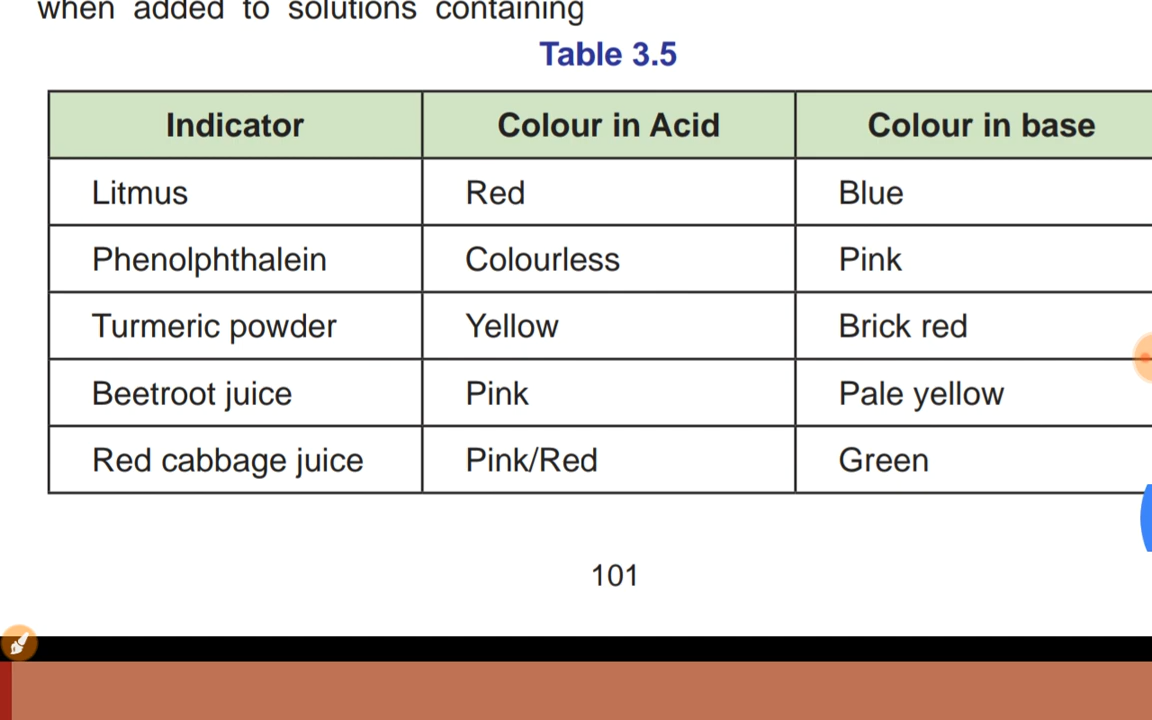 when added to solutions containing
Table 3.5
Indicator Colour in Acid Colour in base
Litmus Red Blue
Phenolphthalein Colourless Pink
Turmeric powder Yellow Brick red
Beetroot juice Pink Pale yellow
Red cabbage juice Pink/Red Green
101